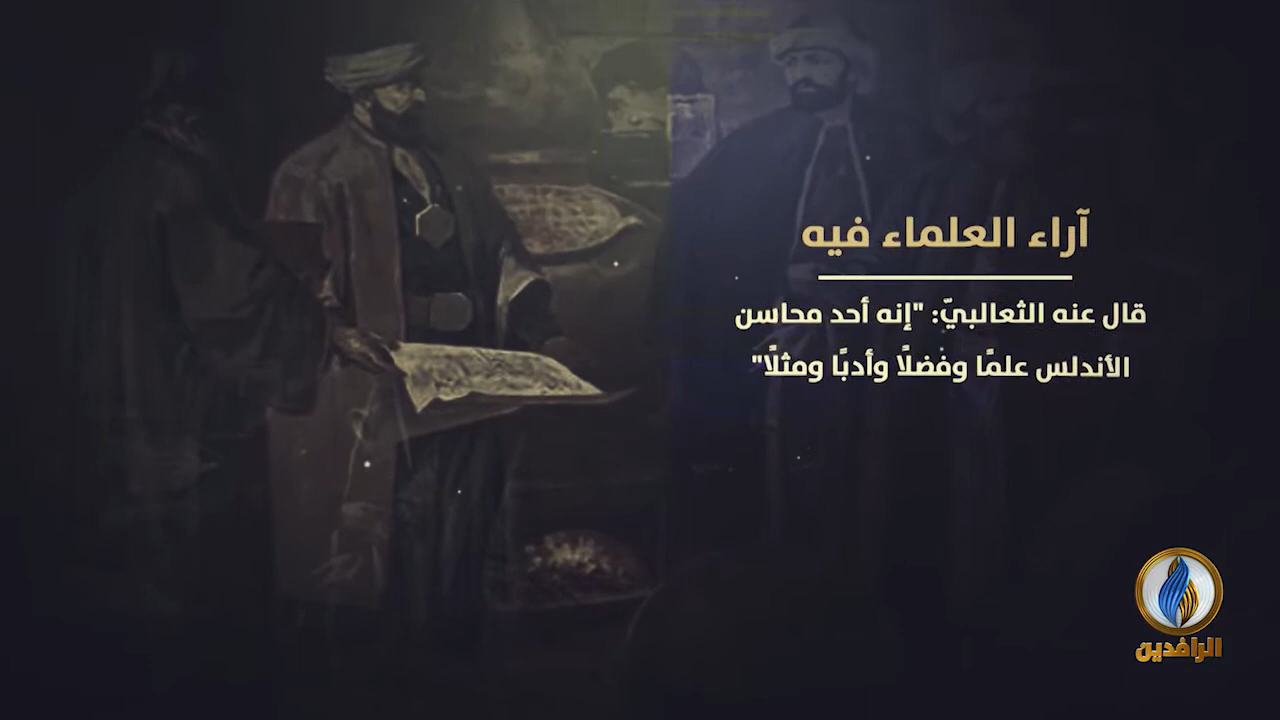 آراء العلماء فيه
قال عنه الثعالبيّ: "إنه أحد محاسن
الأندلس علمًا وفضلًا وأدبًا ومثلًا"
الرافدين